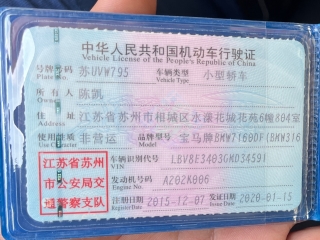 中华人民共和国机动车行驶证
Vehicle License of the People's Republic of China
号牌号码 苏UVW795 车辆类型 小型轿车
Plate No. Vehicle Type
所有人 陈凯
Owner
住址 江苏省苏州市相城区水漾花城花苑6幢804室
使用性质 非营运 品牌型号 宝马牌BMW7160DF(BMW316
江苏省苏州市公安局交通警察支队
车辆识别代号 LBV8E3403GMD34591
VIN
发动机号码 A202K006
Engine No.
注册日期 2015-12-07 发证日期 2020-01-15
Register Date Issue Date